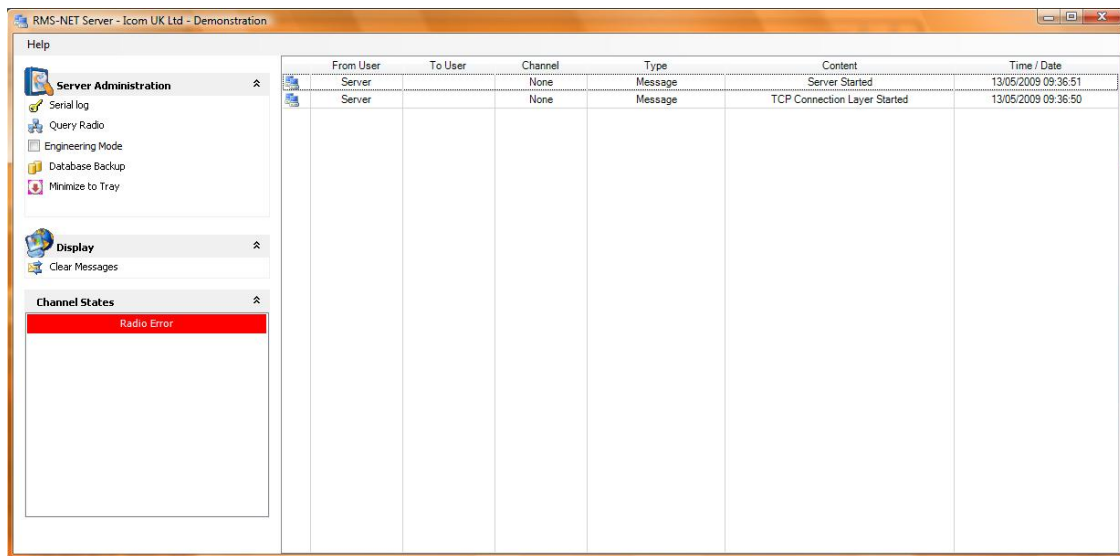 RMS-NET Server - Icom UK Ltd - Demonstration
Help
Server Administration
Serial log
Query Radio
Engineering Mode
Database Backup
Minimize to Tray
Display
Clear Messages
Channel States
Radio Error
From User To User Channel Type Content Time / Date
Server None Message Server Started 13/05/2009 09:36:51
Server None Message TCP Connection Layer Started 13/05/2009 09:36:50